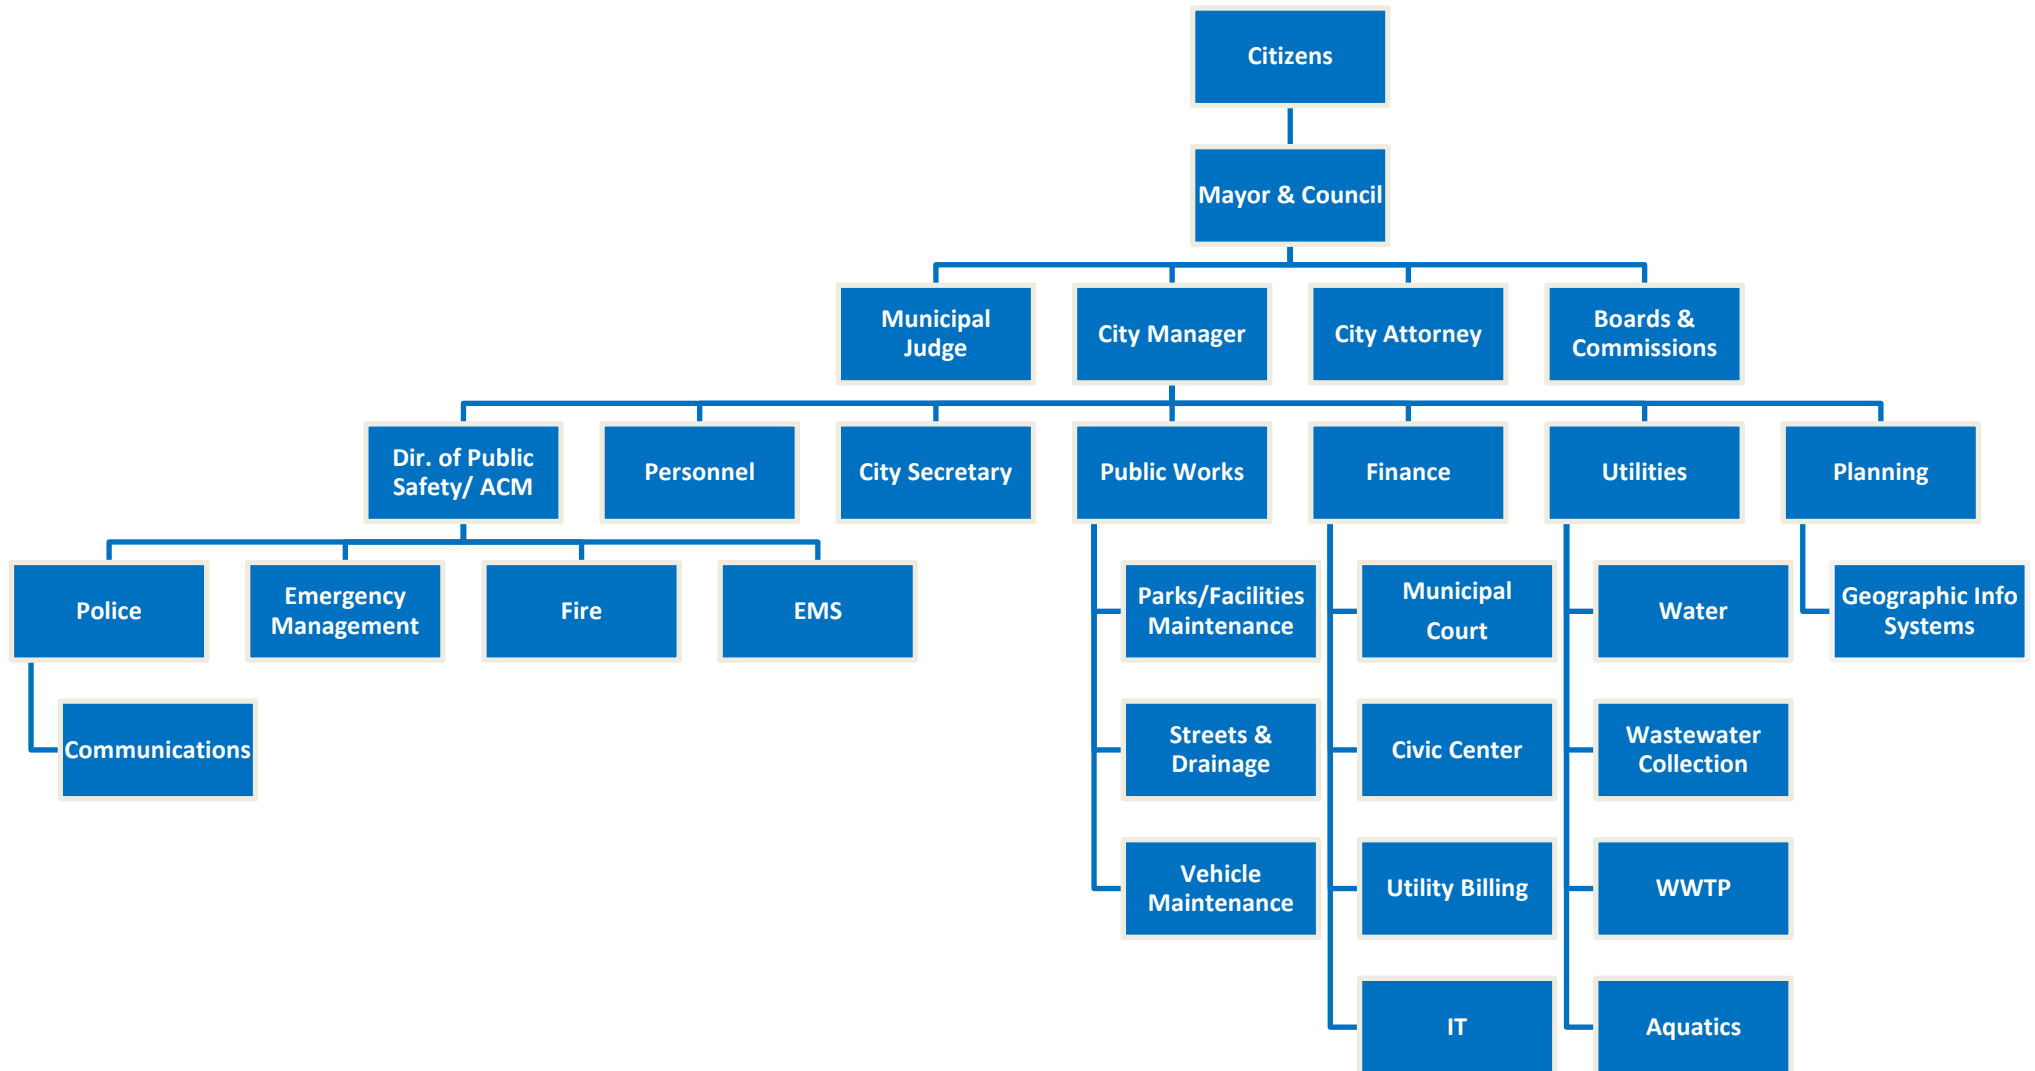 Citizens
Mayor & Council
Municipal
Judge
City Manager
City Attorney
Boards &
Commissions
Dir. of Public
Safety/ ACM
Personnel
City Secretary
Public Works
Finance
Utilities
Planning
Police
Emergency
Management
Fire
EMS
Parks/Facilities
Maintenance
Municipal
Court
Water
Geographic Info
Systems
Communications
Streets &
Drainage
Civic Center
Wastewater
Collection
Vehicle
Maintenance
Utility Billing
WWTP
IT
Aquatics